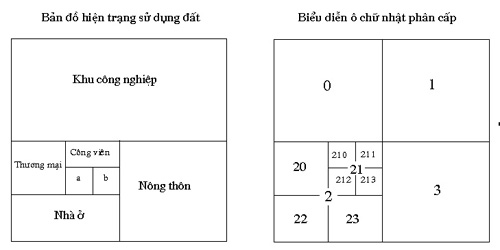 Bản đồ hiện trạng sử dụng đất
Khu công nghiệp
Thương mại
Công viên
a b
Nông thôn
Nhà ở
Biểu diễn ô chữ nhật phân cấp
0 1
210 211
20 21
212 213
2 3
22 23